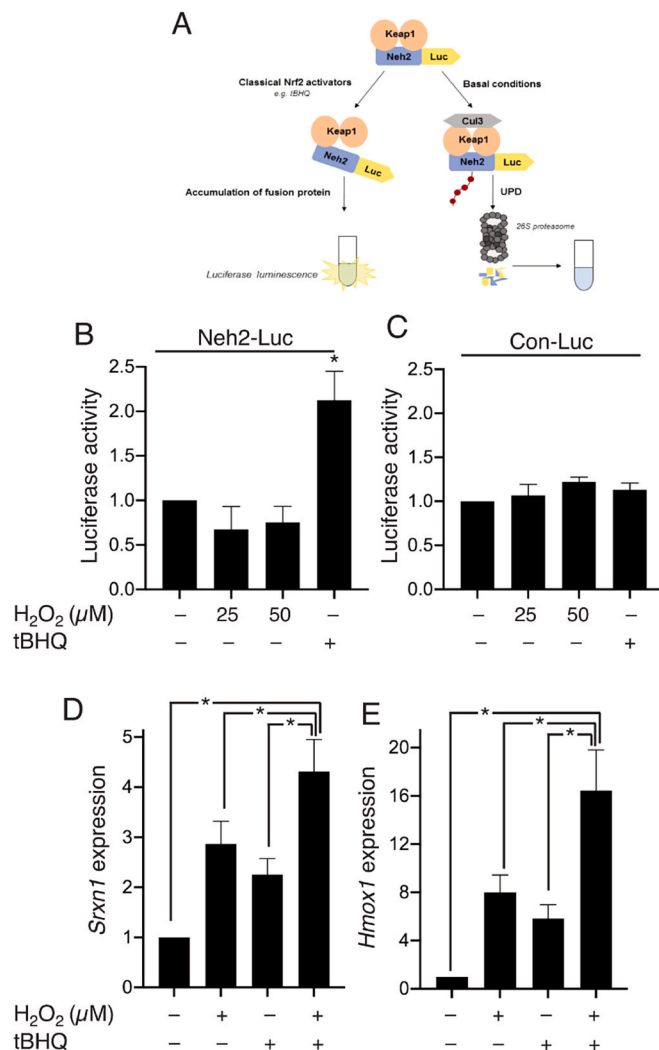 A
Keap1
Neh2 Luc
Classical Nrf2 activators
e.g. tBHQ
Basal conditions
Cul3
Keap1
Keap1
Neh2 Luc
Neh2 Luc
Accumulation of fusion protein
UPD
26S proteasome
Luciferase luminescence
B
Neh2-Luc
Luciferase activity
2.5
2.0
1.5
1.0
0.5
0.0
*
H₂O₂ (µM) – 25 50 –
tBHQ – – – +
C
Con-Luc
Luciferase activity
2.5
2.0
1.5
1.0
0.5
0.0
– 25 50 –
– – – +
D
Srxn1 expression
5
4
3
2
1
0
*
*
*
H₂O₂ (µM) – + – +
tBHQ – – + +
E
Hmox1 expression
20
16
12
8
4
0
*
*
*
– + – +
– – + +